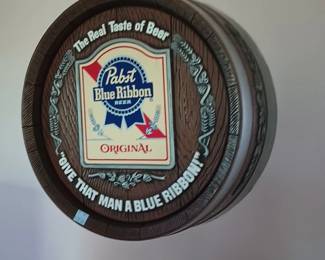 The Real Taste of Beer
Pabst
Blue Ribbon
BEER
ORIGINAL
"GIVE THAT MAN A BLUE RIBBON!"